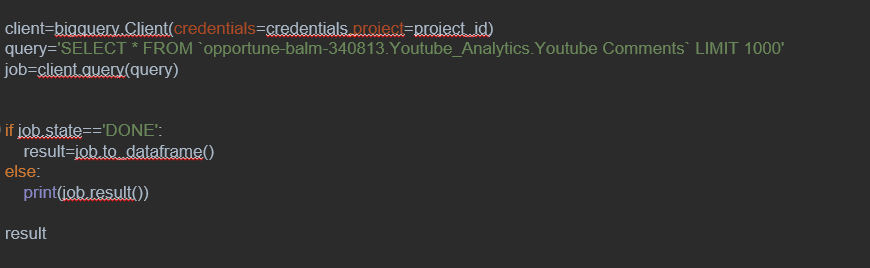 client=bigquery.Client(credentials=credentials,project=project_id)
query='SELECT * FROM `opportune-balm-340813.Youtube_Analytics.Youtube Comments` LIMIT 1000'
job=client.query(query)
if job.state=='DONE':
    result=job.to_dataframe()
else:
    print(job.result())
result